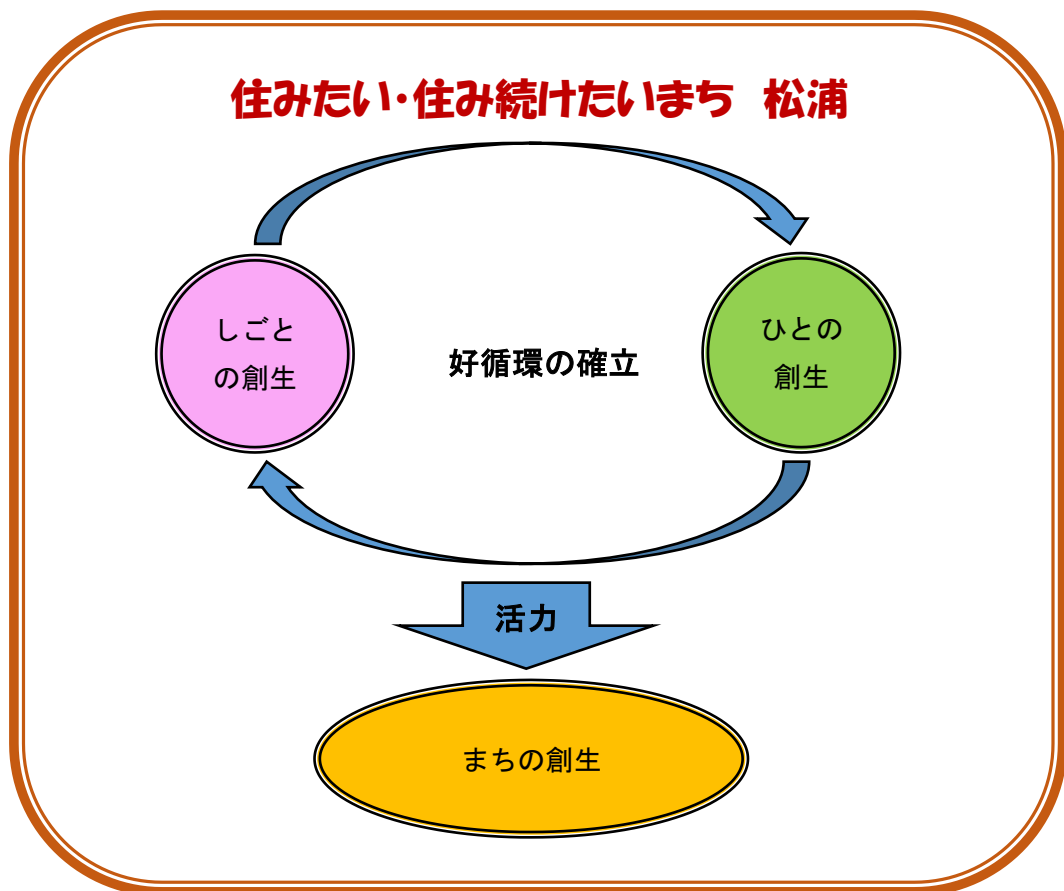 住みたい・住み続けたいまち　松浦
しごと
の創生
好循環の確立
ひとの
創生
活力
まちの創生